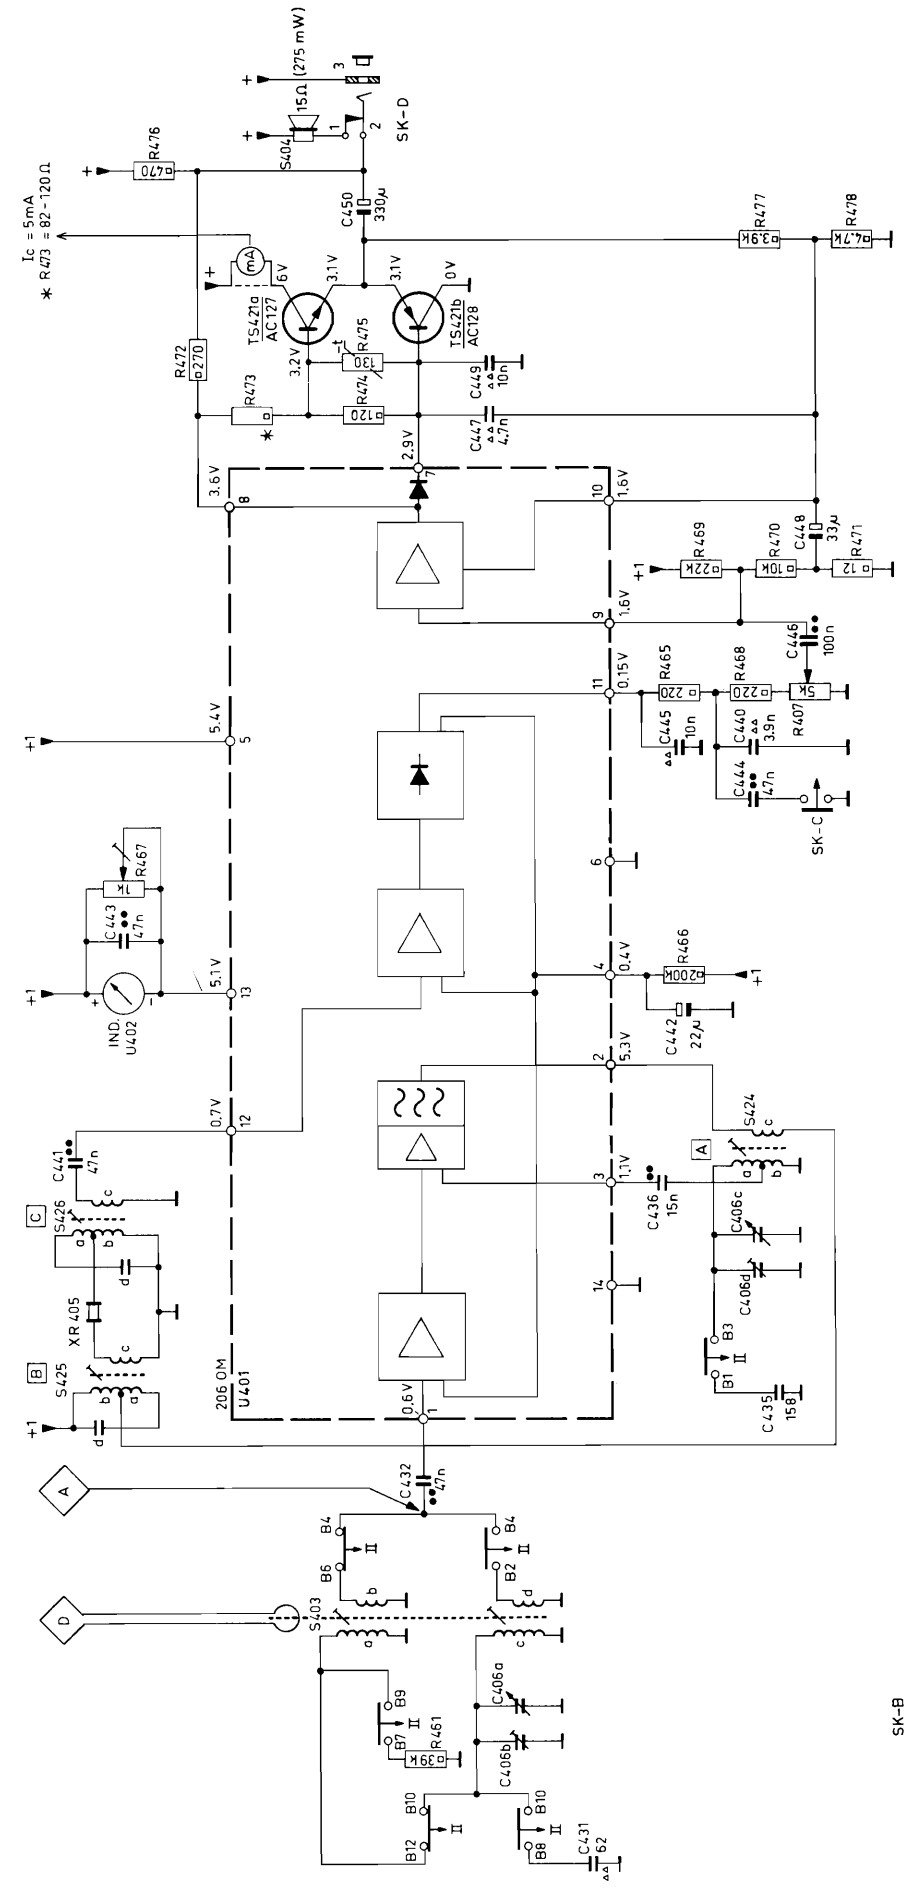 I c = 5mA
* R473 = 82-120Ω
+
R476
470
+
S404
15Ω (275 mW)
1
2
+
3
SK-D
C450
330µ
R477
3.9k
R478
4.7k
+
mA
6V
TS421a
AC127
3.1V
3.1V
0V
TS421b
AC128
3.2V
R472
270
R473
*
-t
R475
130
R474
120
C449
10n
C447
4.7n
2.9V
7
3.6V
8
10
1.6V
C448
33µ
+1
R469
22k
R470
10k
R471
12
9
1.6V
C446
100n
11
0.15V
R465
220
R468
220
5k
R407
C445
10n
C440
3.9n
C444
47n
SK-C
+1
5.4V
5
6
R467
1k
C443
47n
+1
+
-
IND.
U402
5.1V
13
4
0.4V
R466
200k
+1
C442
22µ
2
5.3V
0.7V
12
C441
47n
C
S426
a
b
c
d
XR405
B
S425
b
a
c
d
+1
S424
c
A
a
b
3
1.1V
C436
15n
C406c
C406d
14
B3
II
B1
C435
158
206 OM
U401
0.6V
1
A
C432
47n
B4
II
B6
B4
II
B2
D
S403
a
b
c
d
B9
II
B7
R461
39k
C406a
C406b
B10
II
B12
B10
II
B8
C431
62
SK-B